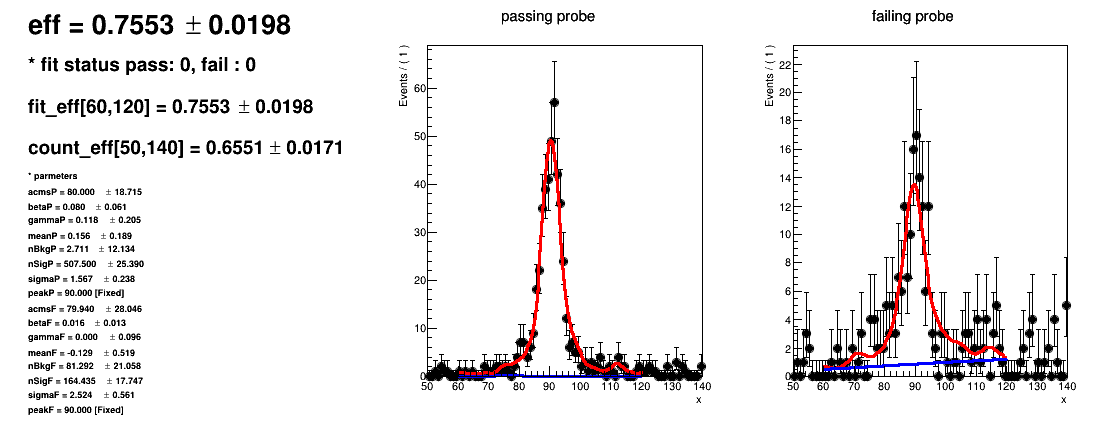 eff = 0.7553 ± 0.0198
* fit status pass: 0, fail : 0
fit_eff[60,120] = 0.7553 ± 0.0198
count_eff[50,140] = 0.6551 ± 0.0171
* parmeters
acmsP = 80.000 ± 18.715
betaP = 0.080 ± 0.061
gammaP = 0.118 ± 0.205
meanP = 0.156 ± 0.189
nBkgP = 2.711 ± 12.134
nSigP = 507.500 ± 25.390
sigmaP = 1.567 ± 0.238
peakP = 90.000 [Fixed]
acmsF = 79.940 ± 28.046
betaF = 0.016 ± 0.013
gammaF = 0.000 ± 0.096
meanF = -0.129 ± 0.519
nBkgF = 81.292 ± 21.058
nSigF = 164.435 ± 17.747
sigmaF = 2.524 ± 0.561
peakF = 90.000 [Fixed]
passing probe
Events / ( 1 )
60
50
40
30
20
10
0
50 60 70 80 90 100 110 120 130 140
x
failing probe
Events / ( 1 )
22
20
18
16
14
12
10
8
6
4
2
0
50 60 70 80 90 100 110 120 130 140
x